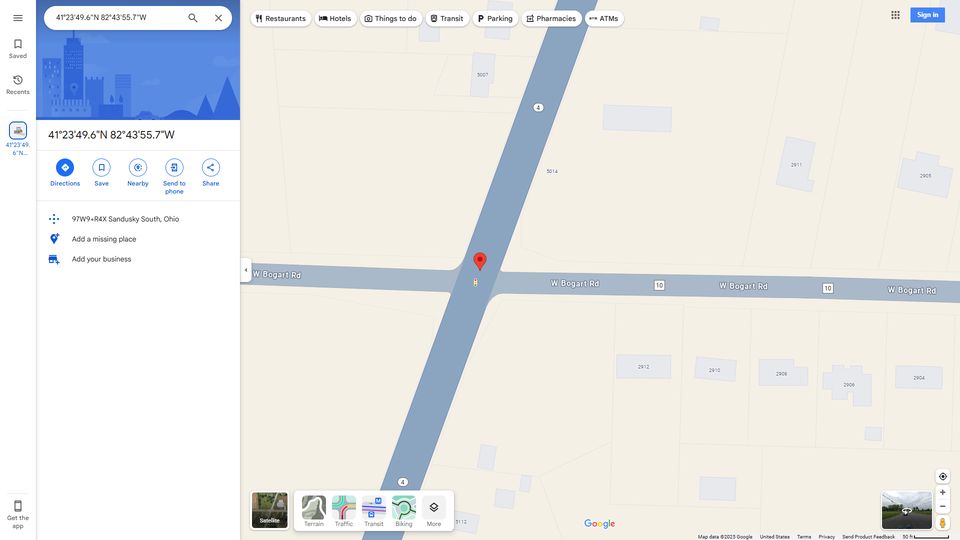 41°23'49.6"N 82°43'55.7"W
Restaurants
Hotels
Things to do
Transit
Parking
Pharmacies
ATMs
Sign in
Saved
Recents
41°23'49.
6"N...
41°23'49.6"N 82°43'55.7"W
Directions
Save
Nearby
Send to
phone
Share
97W9+R4X Sandusky South, Ohio
Add a missing place
Add your business
Get the
app
5007
4
5014
2911
2905
W Bogart Rd
W Bogart Rd
10
W Bogart Rd
10
W Bogart Rd
2912
2910
2908
2906
2904
4
5112
Satellite
Terrain
Traffic
Transit
Biking
More
Google
Map data ©2025 Google
United States
Terms
Privacy
Send Product Feedback
50 ft